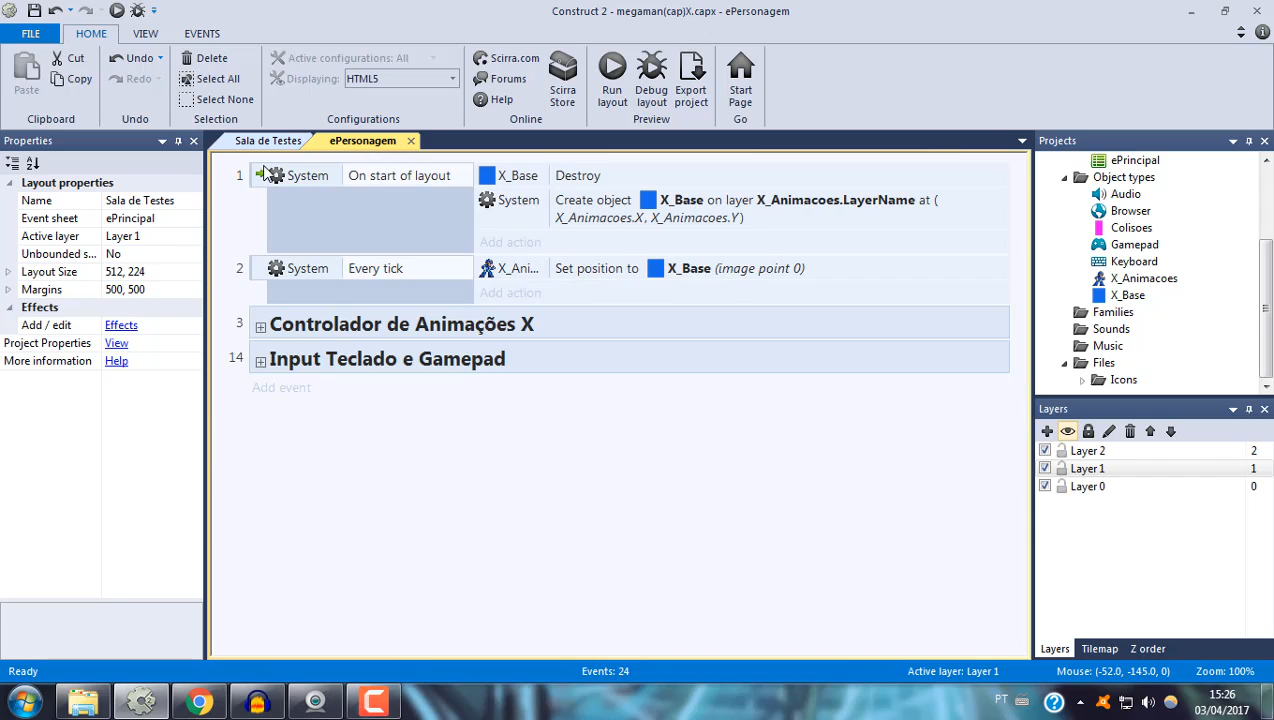 Construct 2 - megaman(cap)X.capx - ePersonagem
FILE HOME VIEW EVENTS
Paste
Cut
Copy
Clipboard
Undo
Redo
Undo
Delete
Select All
Select None
Selection
Active configurations: All
Displaying: HTML5
Configurations
Scirra.com
Forums
Help
Scirra Store
Online
Run layout
Debug layout
Export project
Preview
Start Page
Go
Properties
Layout properties
Name Sala de Testes
Event sheet ePrincipal
Active layer Layer 1
Unbounded s... No
Layout Size 512, 224
Margins 500, 500
Effects
Add / edit Effects
Project Properties View
More information Help
Sala de Testes ePersonagem
1 System On start of layout X_Base Destroy
System Create object X_Base on layer X_Animacoes.LayerName at (
X_Animacoes.X, X_Animacoes.Y)
Add action
2 System Every tick X_Ani... Set position to X_Base (image point 0)
Add action
3 Controlador de Animações X
14 Input Teclado e Gamepad
Add event
Projects
ePrincipal
Object types
Audio
Browser
Colisoes
Gamepad
Keyboard
X_Animacoes
X_Base
Families
Sounds
Music
Files
Icons
Layers
Layer 2 2
Layer 1 1
Layer 0 0
Layers Tilemap Z order
Ready Events: 24 Active layer: Layer 1 Mouse: (-52.0, -145.0, 0) Zoom: 100%
PT
15:26
03/04/2017